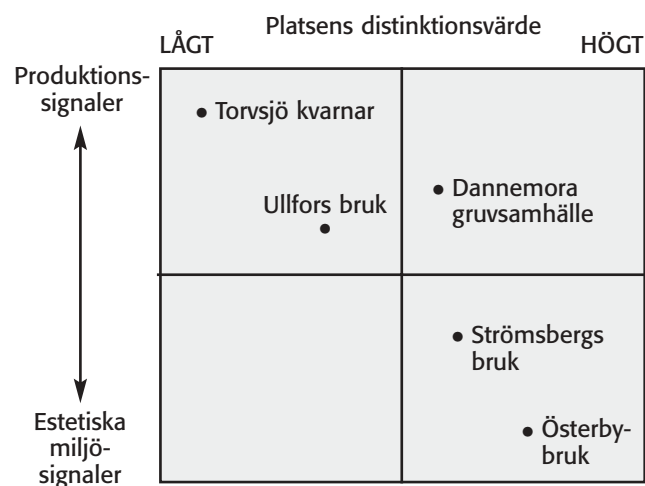 Platsens distinktionsvärde
LÅGT
HÖGT
Produktions-
signaler
Torvsjö kvarnar
Dannemora
gruvsamhälle
Ullfors bruk
Strömsbergs
bruk
Estetiska
miljö-
signaler
Österby-
bruk